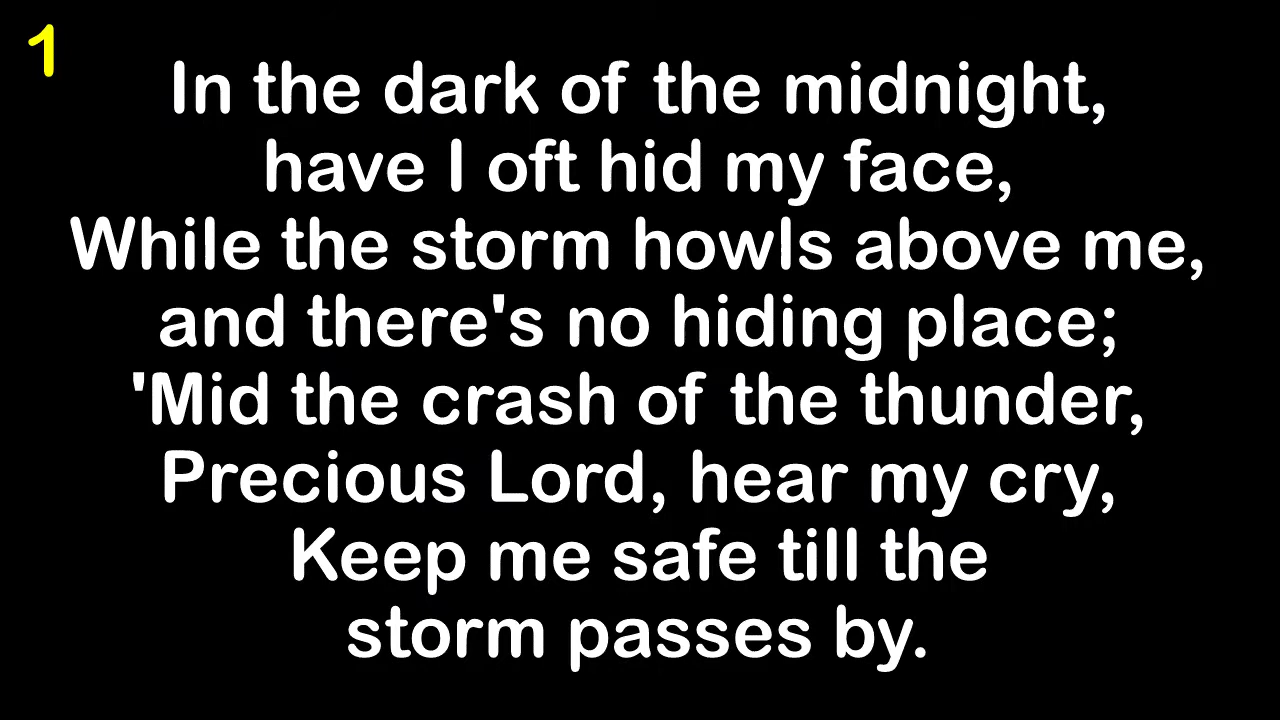 1
In the dark of the midnight,
have I oft hid my face,
While the storm howls above me,
and there's no hiding place;
'Mid the crash of the thunder,
Precious Lord, hear my cry,
Keep me safe till the
storm passes by.